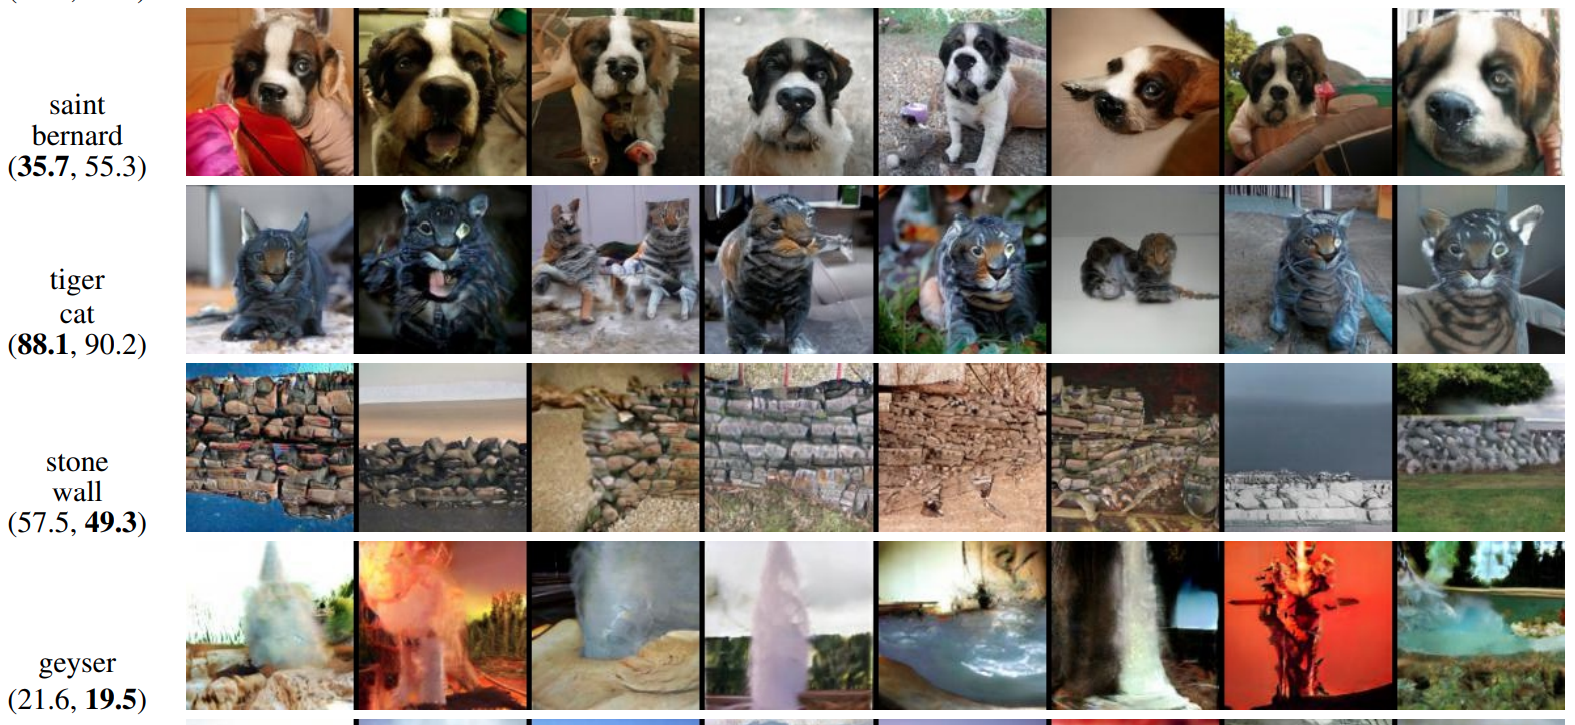 saint
bernard
(35.7, 55.3)
tiger
cat
(88.1, 90.2)
stone
wall
(57.5, 49.3)
geyser
(21.6, 19.5)